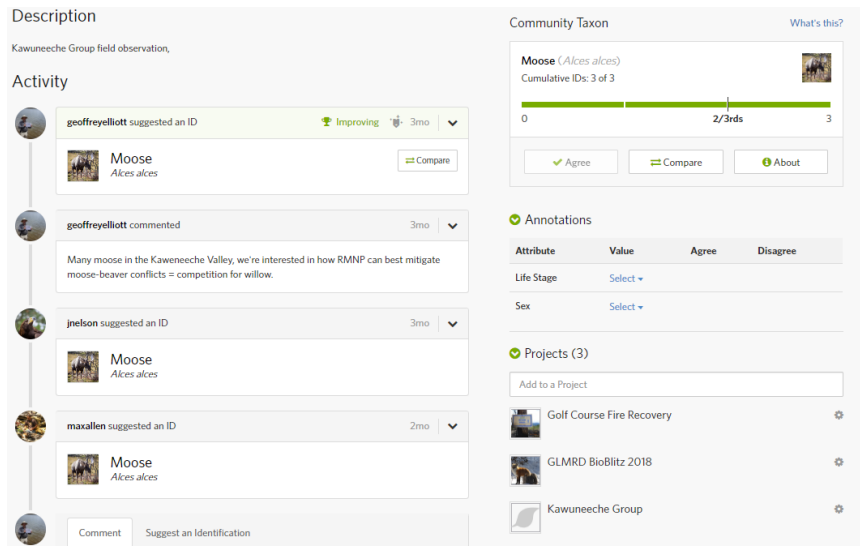 Description
Kawuneeche Group field observation,
Activity
geoffreyelliott suggested an ID Improving 3mo
Moose
Alces alces
Compare
geoffreyelliott commented 3mo
Many moose in the Kaweneeche Valley, we're interested in how RMNP can best mitigate
moose-beaver conflicts = competition for willow.
jnelson suggested an ID 3mo
Moose
Alces alces
maxallen suggested an ID 2mo
Moose
Alces alces
Comment Suggest an Identification
Community Taxon What's this?
Moose (Alces alces)
Cumulative IDs: 3 of 3
0 2/3rds 3
Agree Compare About
Annotations
Attribute Value Agree Disagree
Life Stage Select
Sex Select
Projects (3)
Add to a Project
Golf Course Fire Recovery
GLMRD BioBlitz 2018
Kawuneeche Group